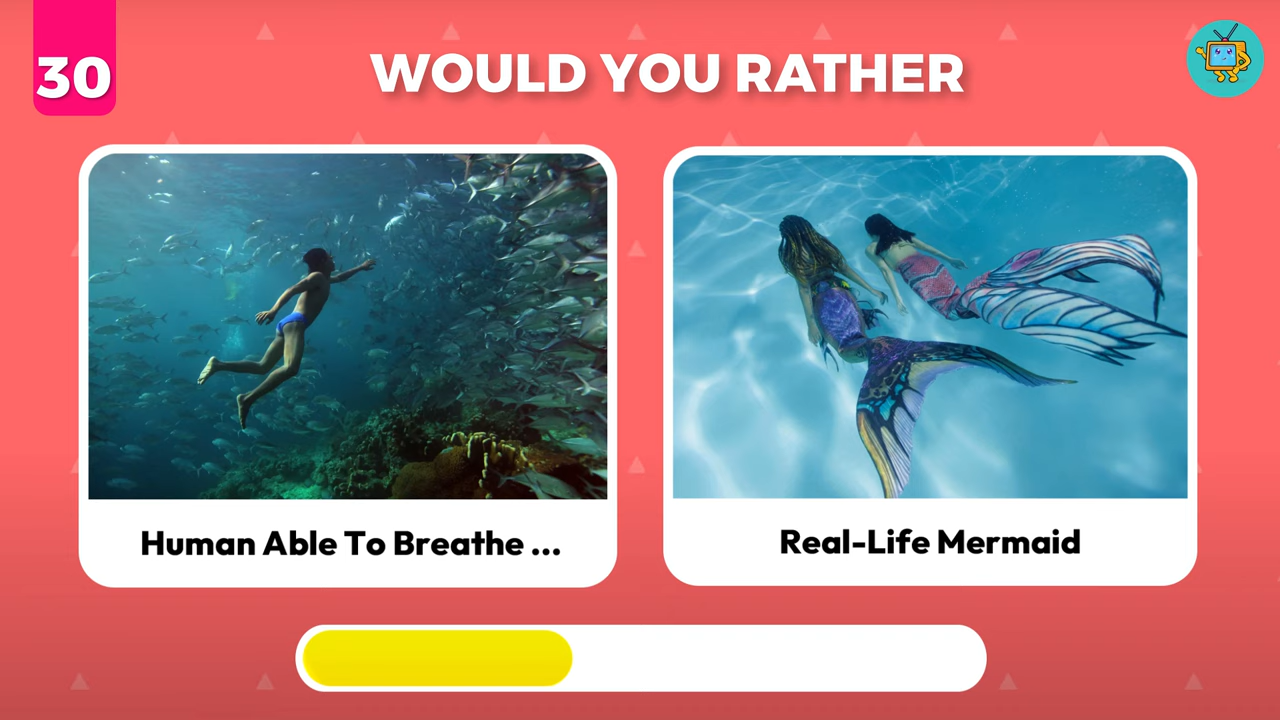 30
WOULD YOU RATHER
Human Able To Breathe ...
Real-Life Mermaid